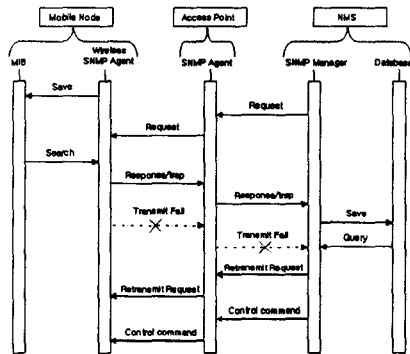 Mobile Node
Access Point
NMS
MIB
Wireless
SNMP Agent
SNMP Agent
SNMP Manager
Database
Save
Request
Request
Search
Response/trap
Response/trap
Transmit Fail
Save
Transmit Fail
Query
Retransmit Request
Retransmit Request
Control command
Control command